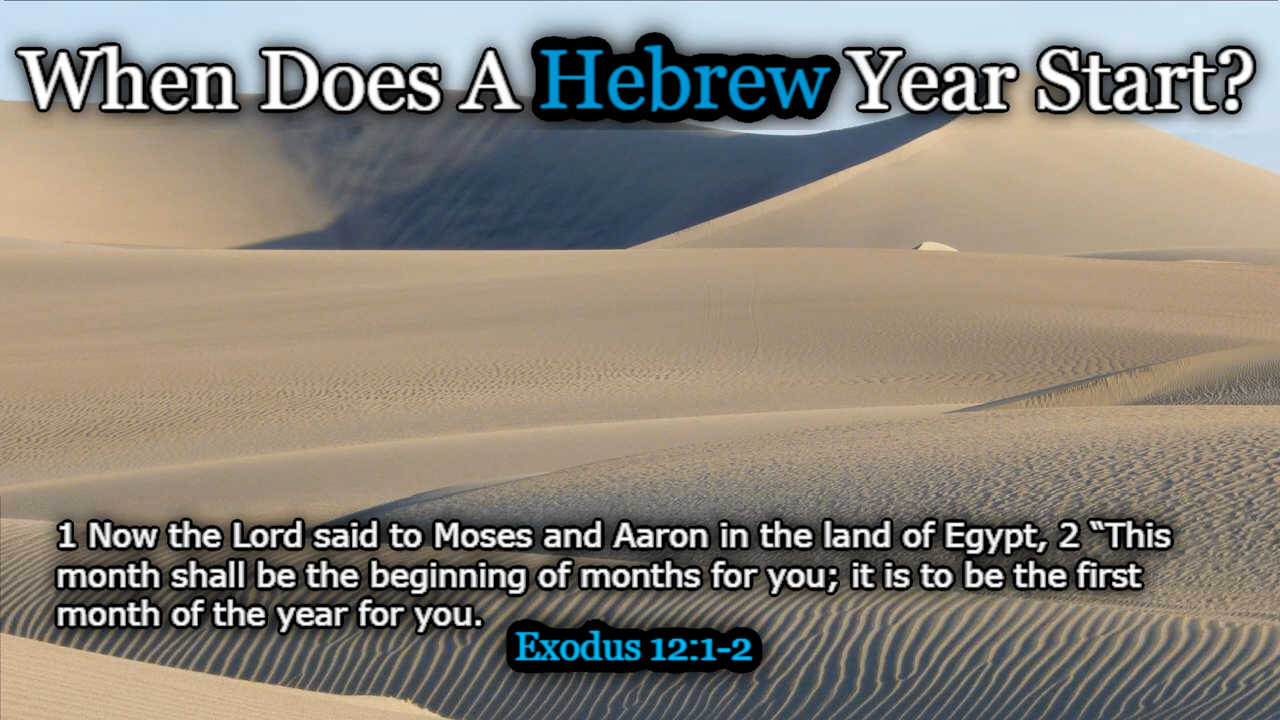 When Does A Hebrew Year Start?
1 Now the Lord said to Moses and Aaron in the land of Egypt, 2 “This
month shall be the beginning of months for you; it is to be the first
month of the year for you.
Exodus 12:1-2